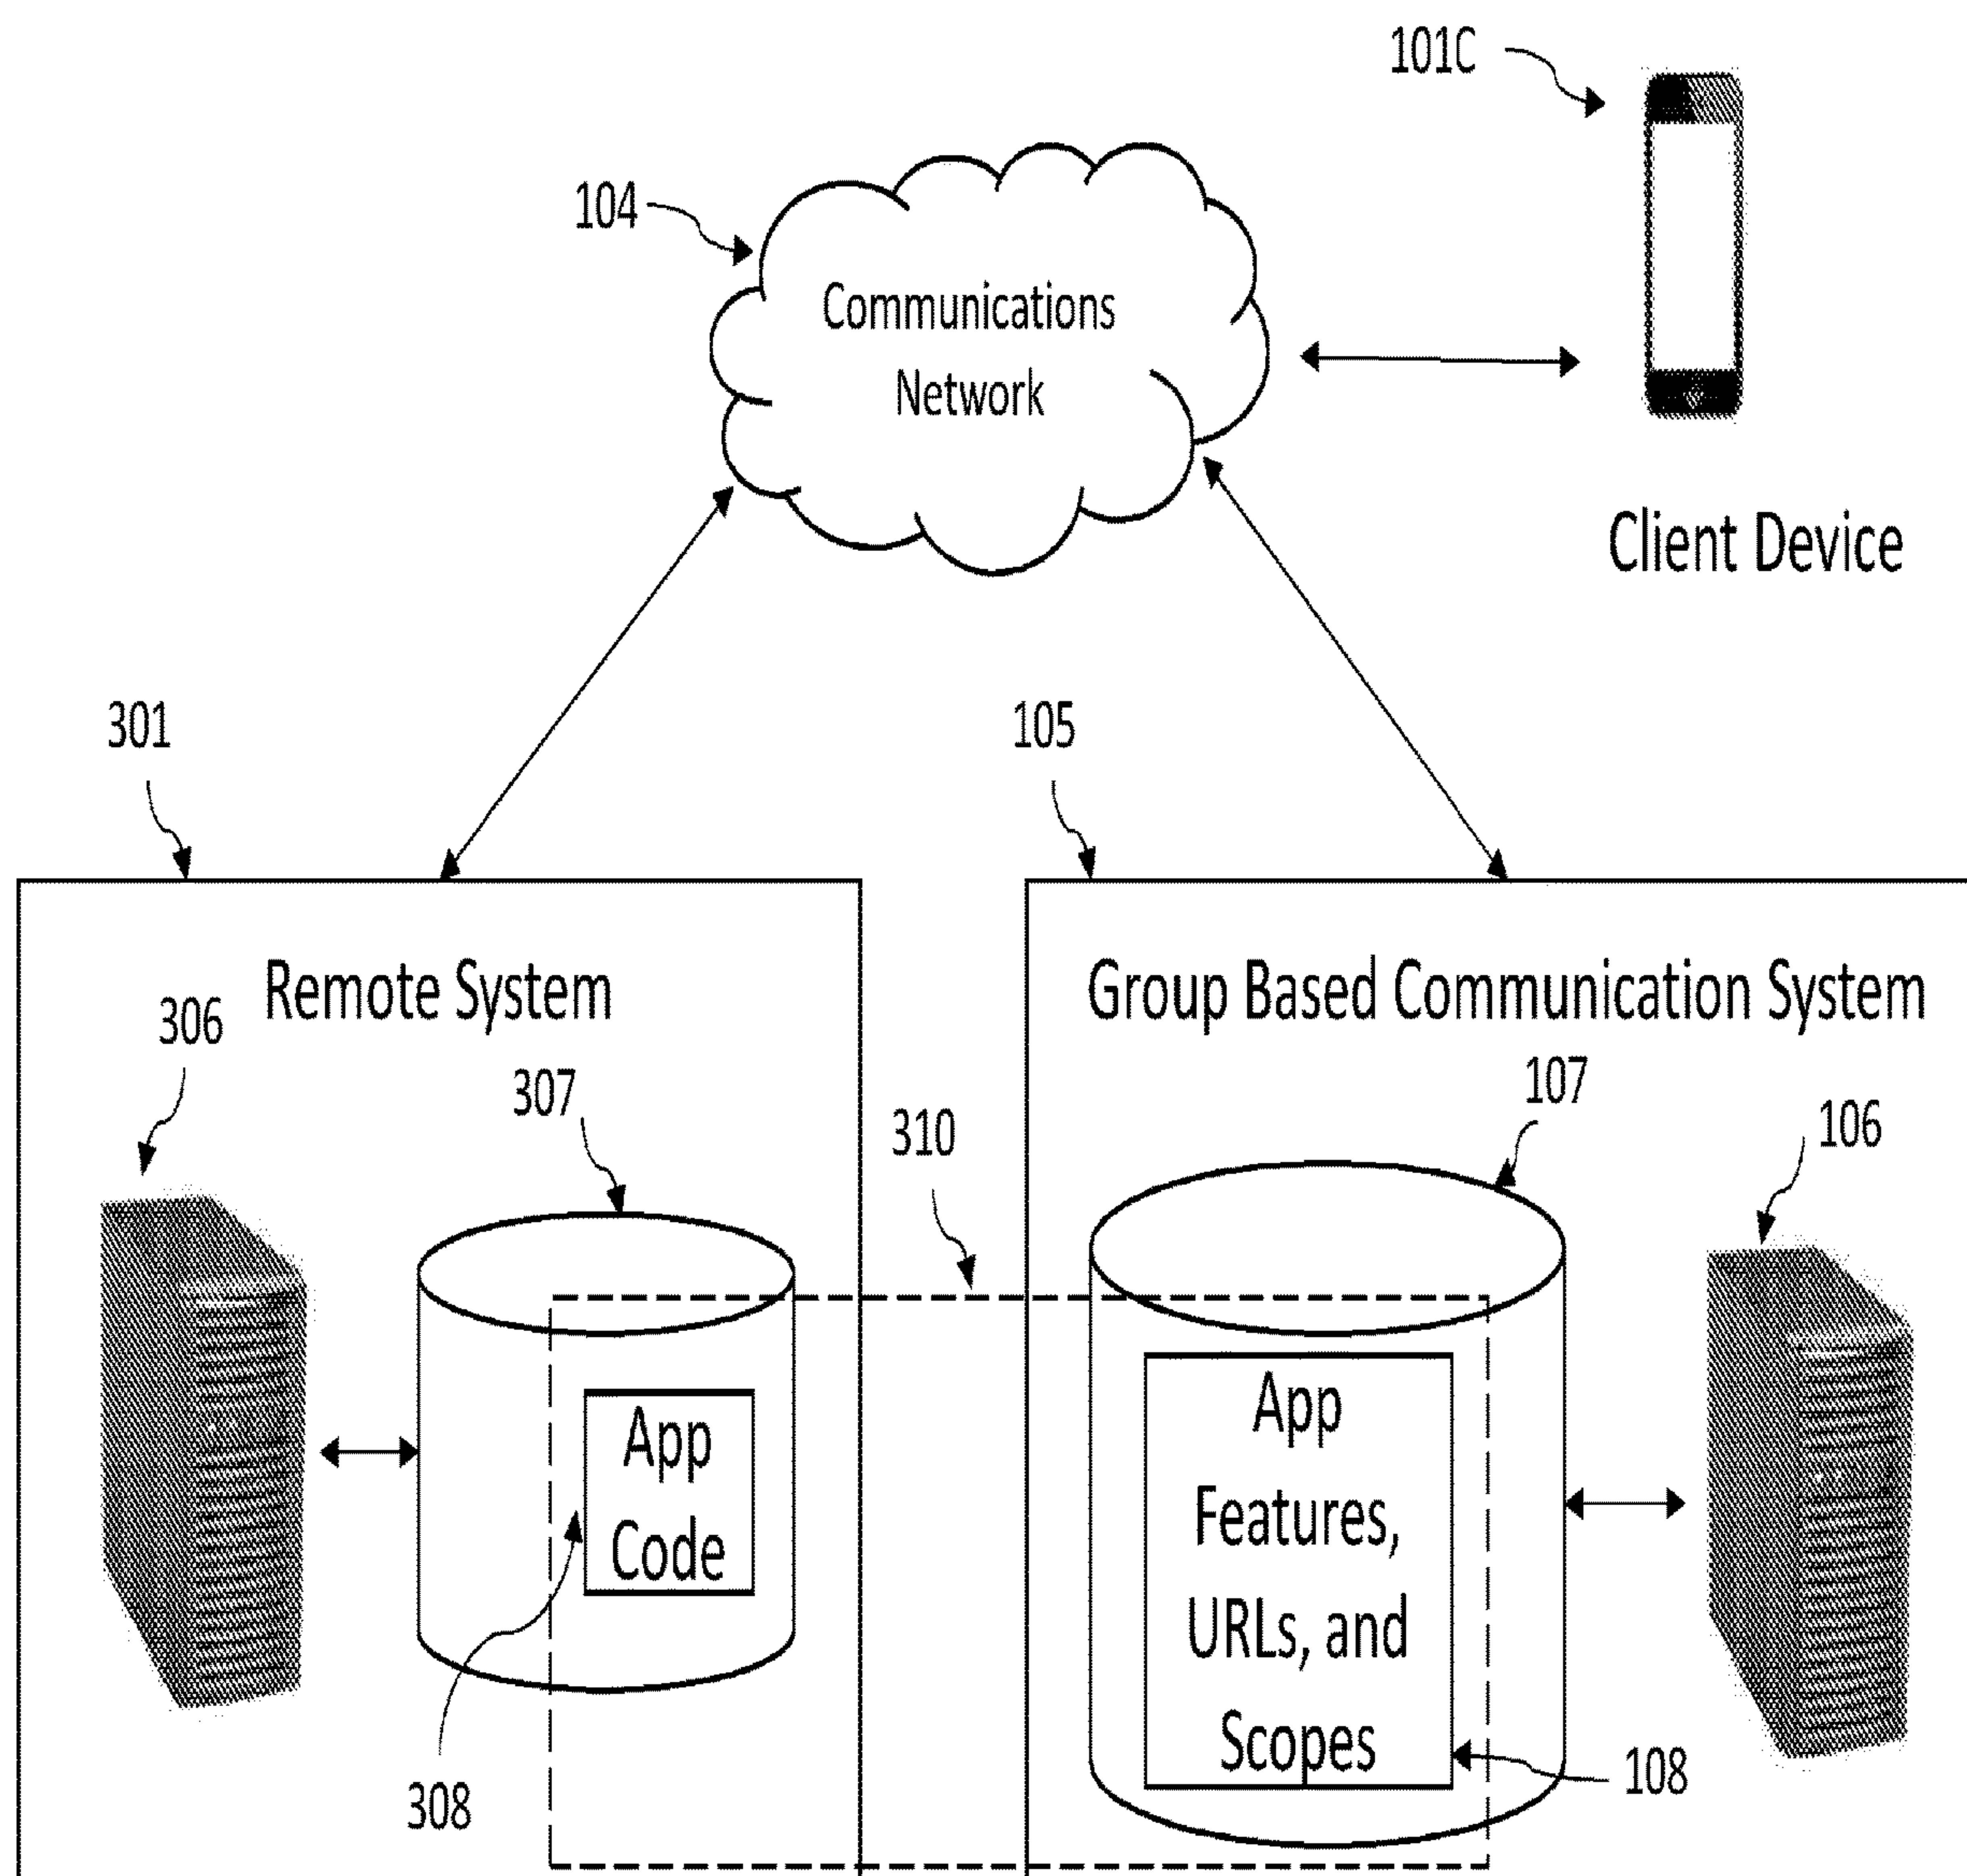 101C
104
Communications
Network
Client Device
301
105
Remote System
Group Based Communication System
306
307
310
107
106
App
Code
App
Features,
URLs, and
Scopes
308
108